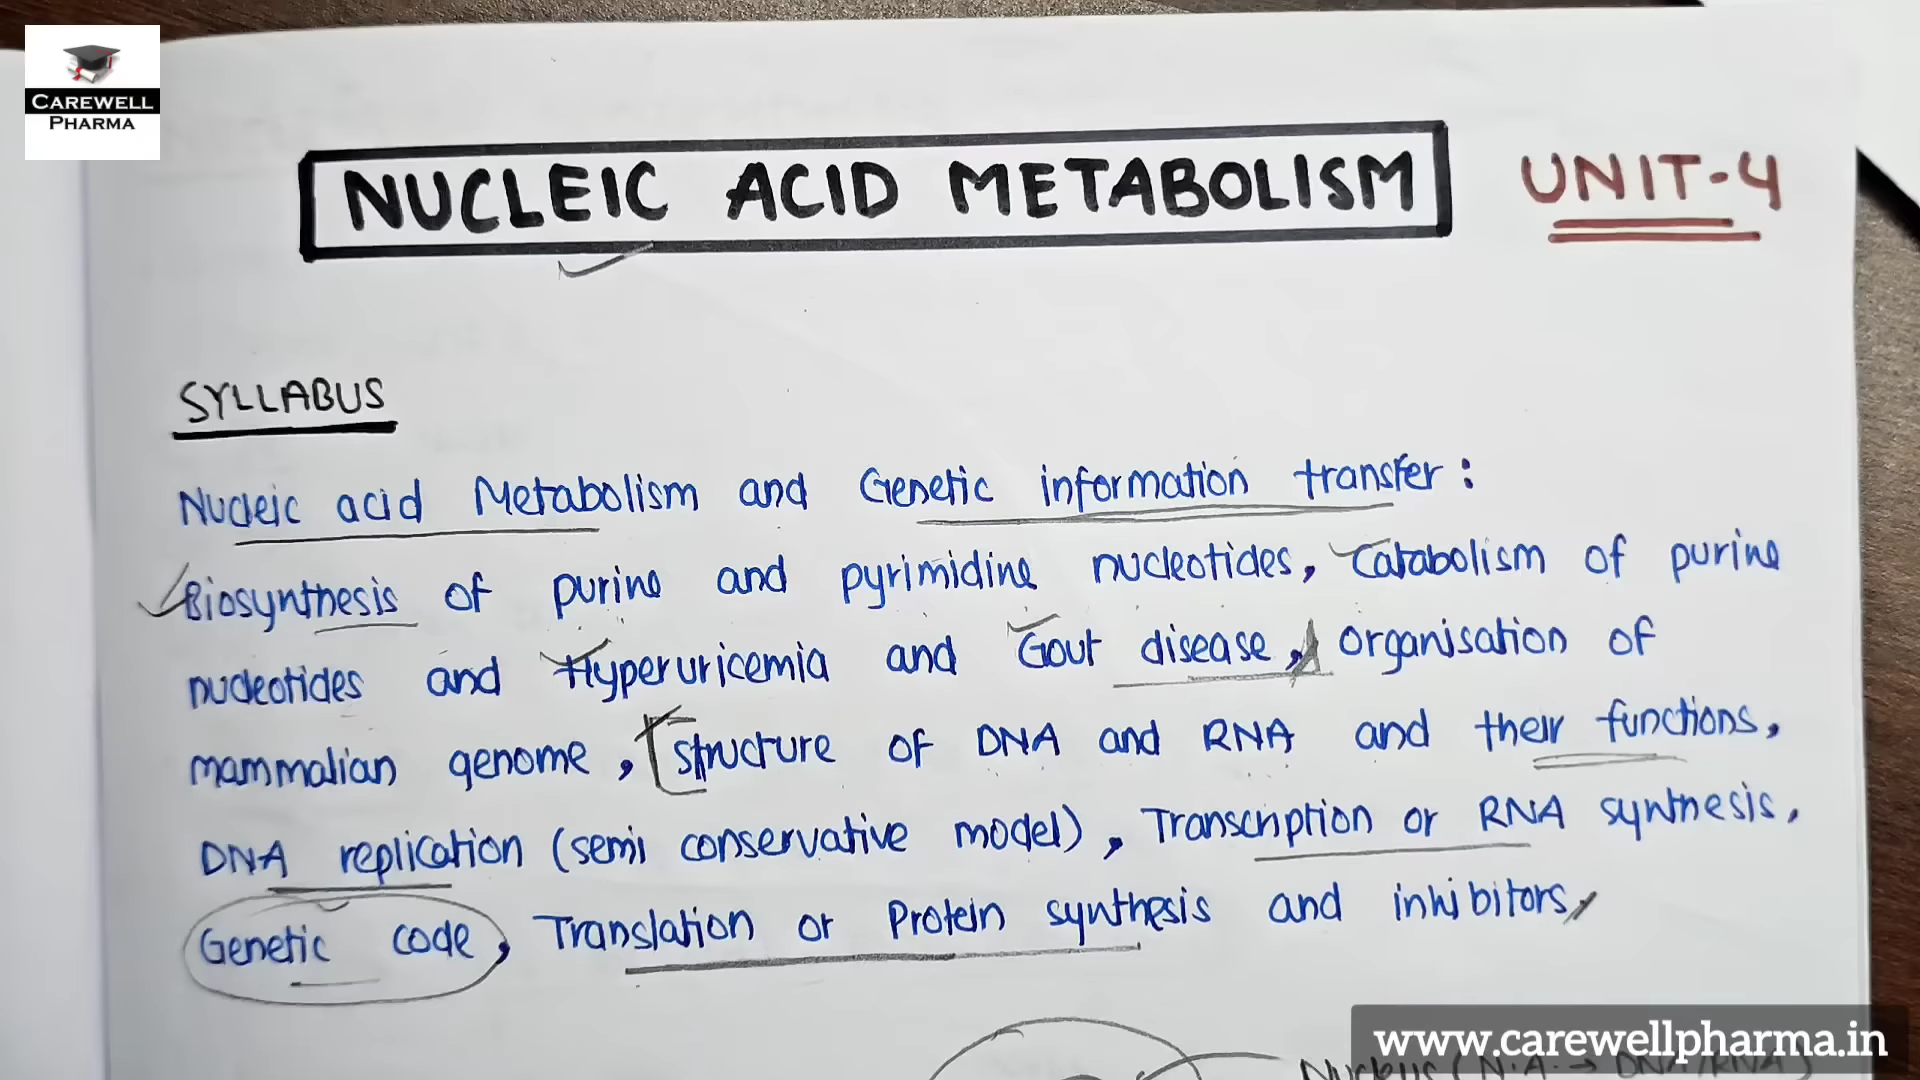 CAREWELL
PHARMA
NUCLEIC ACID METABOLISM
UNIT-4
SYLLABUS
Nucleic acid Metabolism and Genetic information transfer:
Biosynthesis of purine and pyrimidine nucleotides, Catabolism of purine
nucleotides and Hyperuricemia and Gout disease, organisation of
mammalian genome, structure of DNA and RNA and their functions,
DNA replication (semi conservative model), Transcription or RNA synthesis,
Genetic code, Translation or Protein synthesis and inhibitors,
Nucleus (N.A. → DNA/RNA)
www.carewellpharma.in